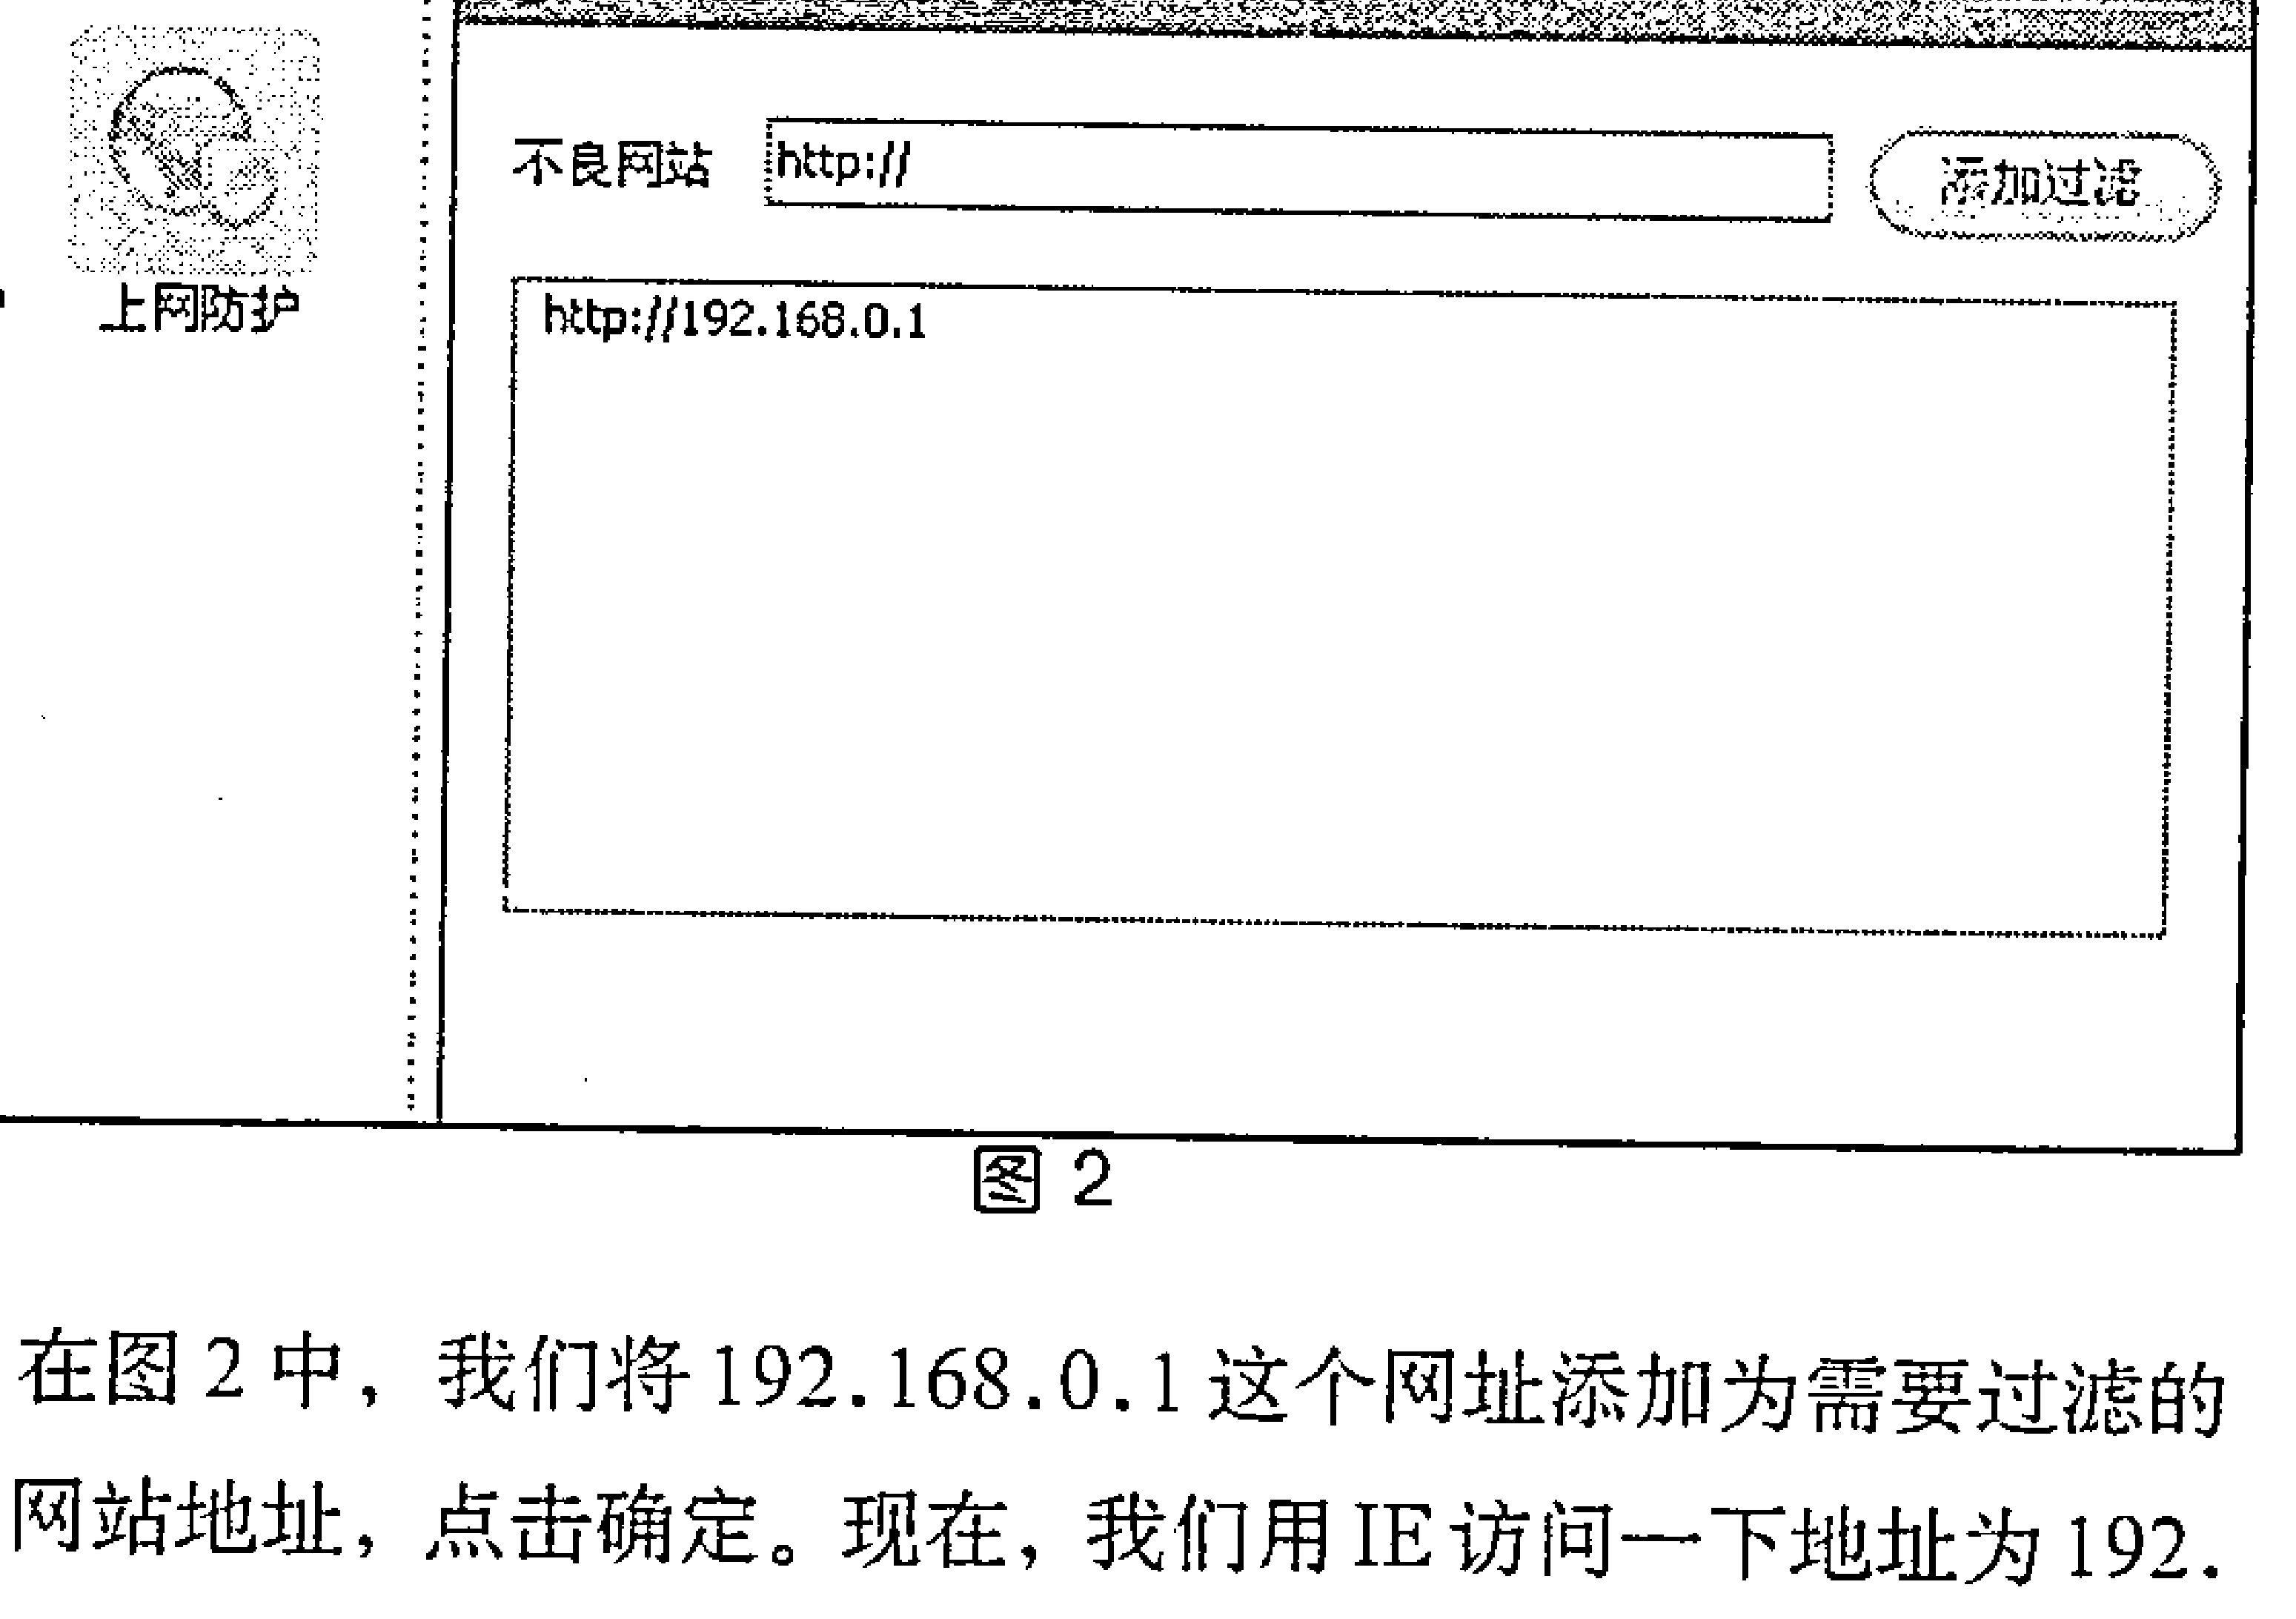 不良网站 http:// 添加过滤
上网防护
http://192.168.0.1
图 2
在图 2 中，我们将 192.168.0.1 这个网址添加为需要过滤的
网站地址，点击确定。现在，我们用 IE 访问一下地址为 192.